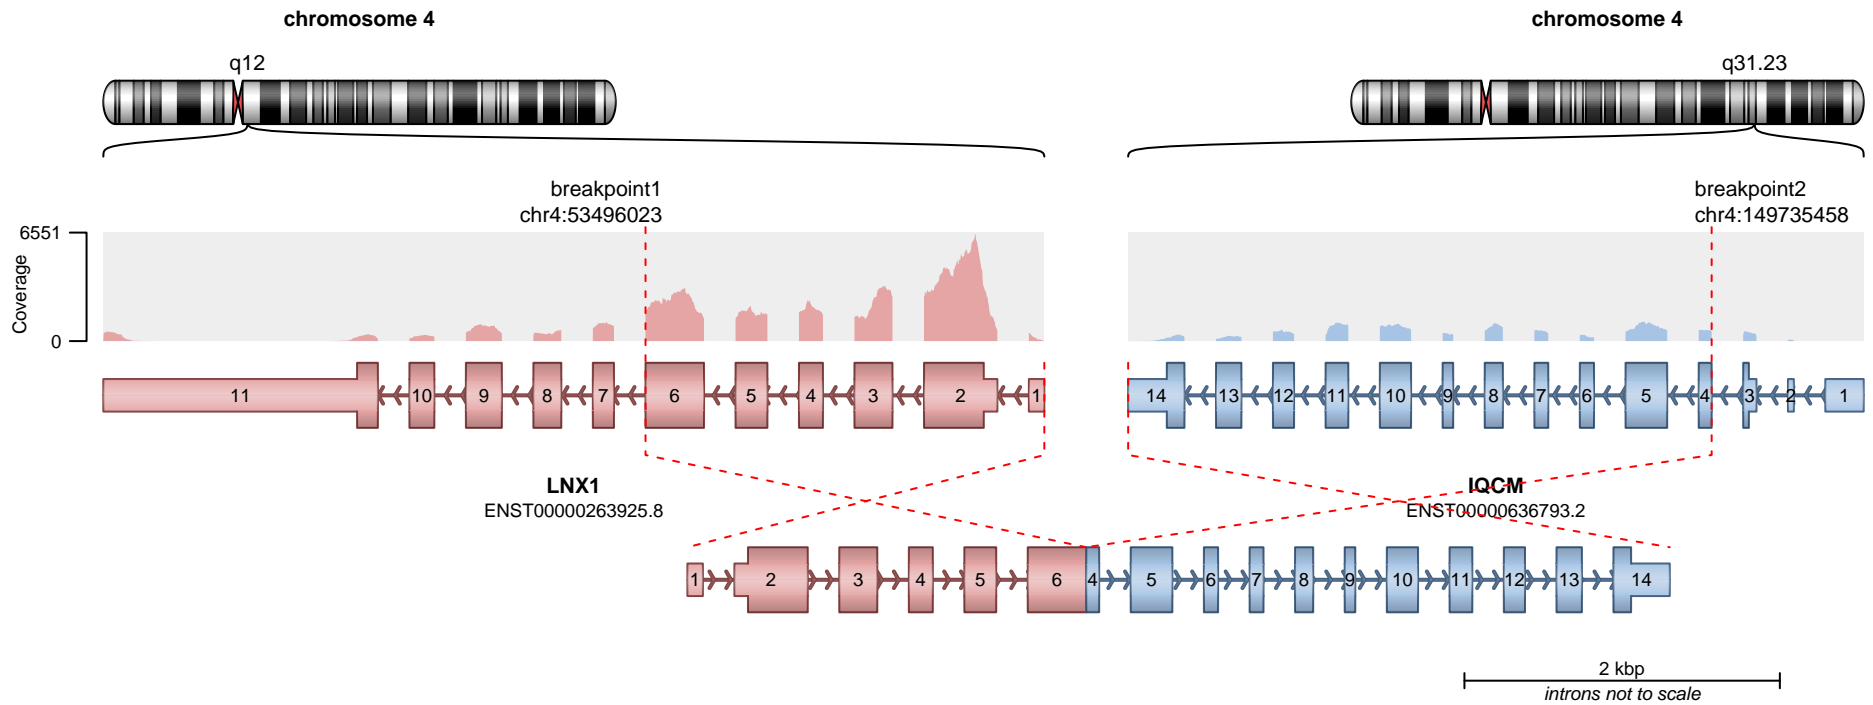 chromosome 4
chromosome 4
q12
q31.23
breakpoint1
chr4:53496023
breakpoint2
chr4:149735458
6551
Coverage
0
11 10 9 8 7 6 5 4 3 2 1
14 13 12 11 10 9 8 7 6 5 4 3 2 1
LNX1
ENST00000263925.8
IQCM
ENST00000636793.2
1 2 3 4 5 6 4 5 6 7 8 9 10 11 12 13 14
2 kbp
introns not to scale